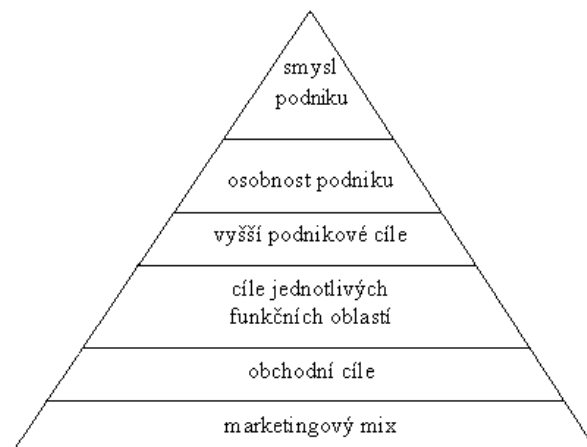 smysl
podniku
osobnost podniku
vyšší podnikové cíle
cíle jednotlivých
funkčních oblastí
obchodní cíle
marketingový mix